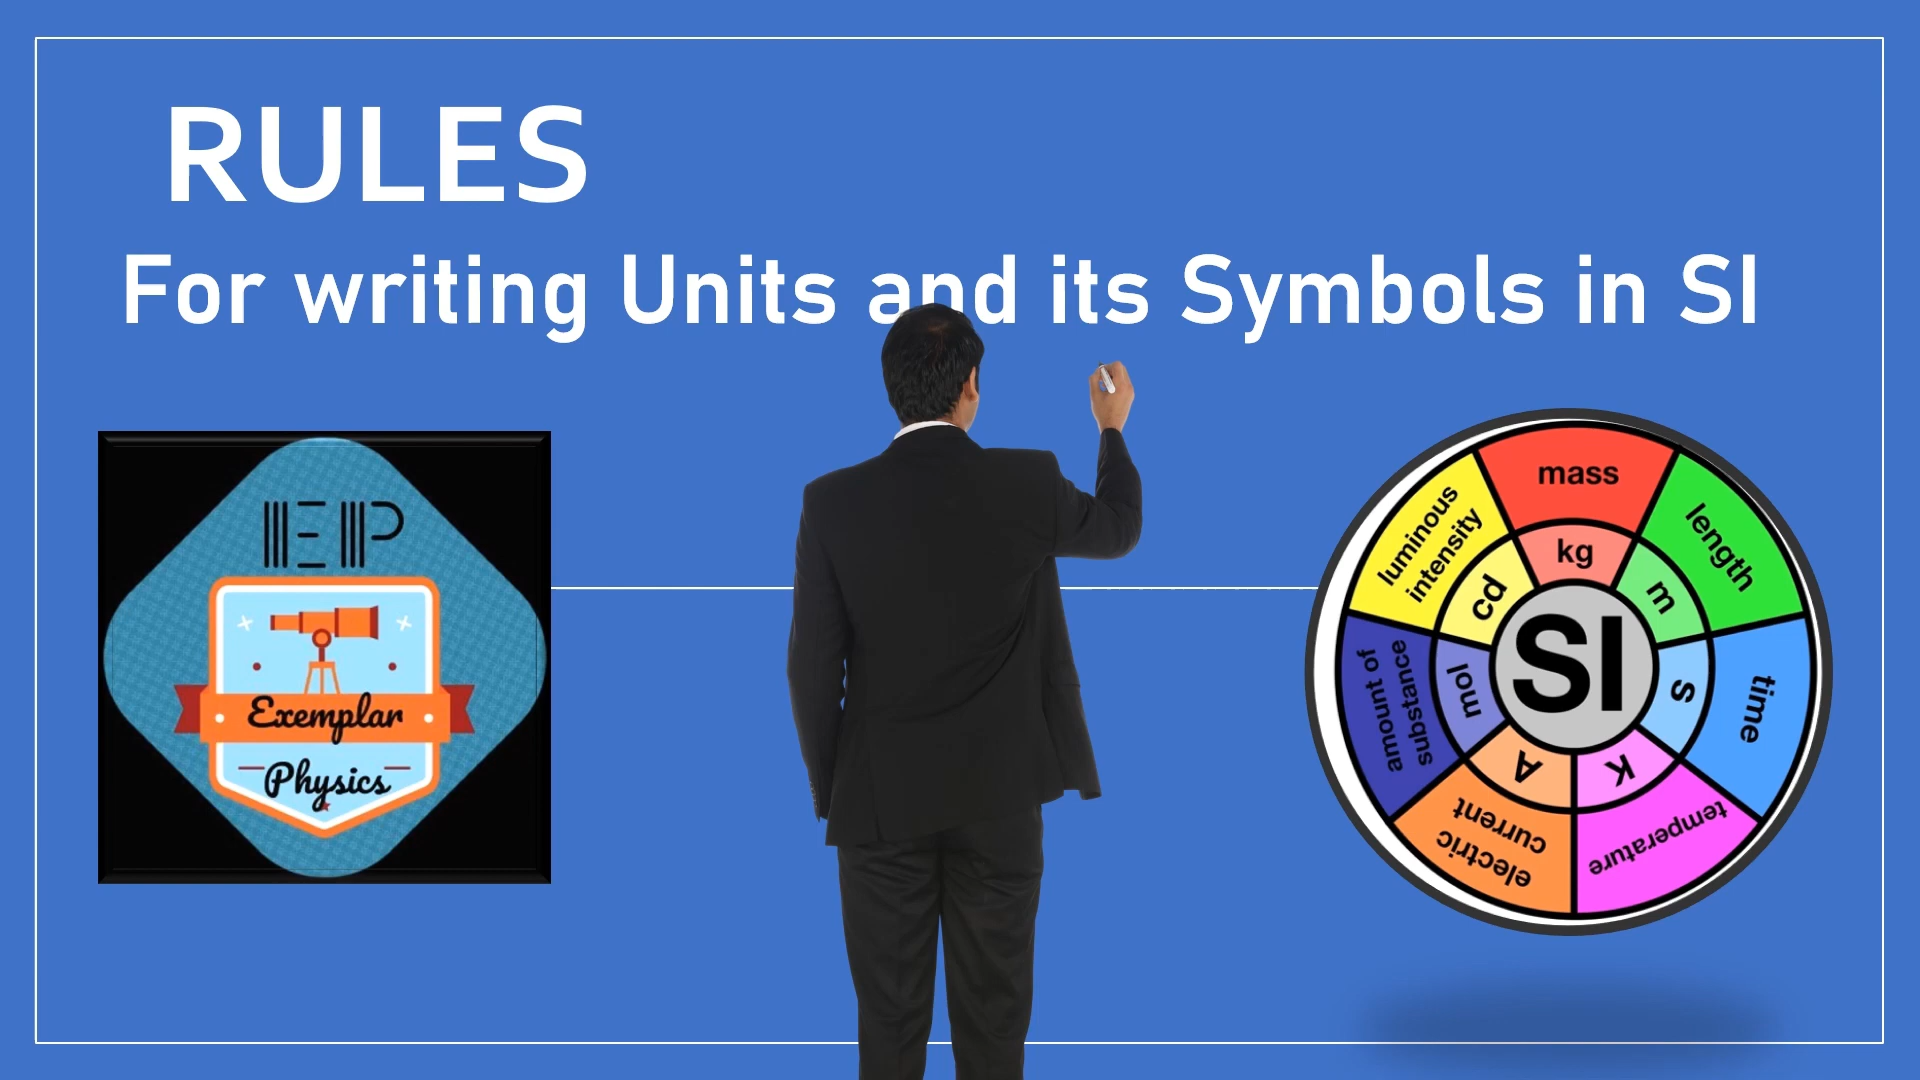 RULES
For writing Units and its Symbols in SI
EP
Exemplar
Physics
mass
kg
length
m
time
s
temperature
K
electric
current
A
amount of
substance
mol
luminous
intensity
cd
SI